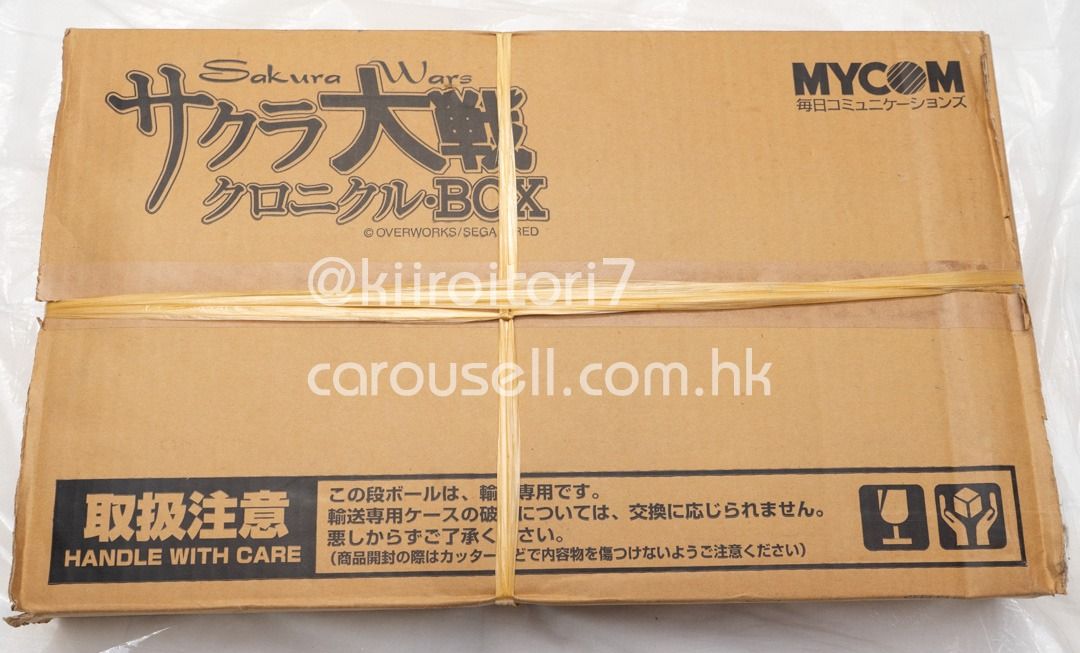 Sakura Wars
サクラ大戦
クロニクル・BOX
© OVERWORKS/SEGA RED
MYCOM
毎日コミュニケーションズ
@kiiroitori7
carousell.com.hk
取扱注意
HANDLE WITH CARE
この段ボールは、輸 専用です。
輸送専用ケースの破 については、交換に応じられません。
悪しからずご了承く ださい。
(商品開封の際はカッター どで内容物を傷つけないようご注意ください)